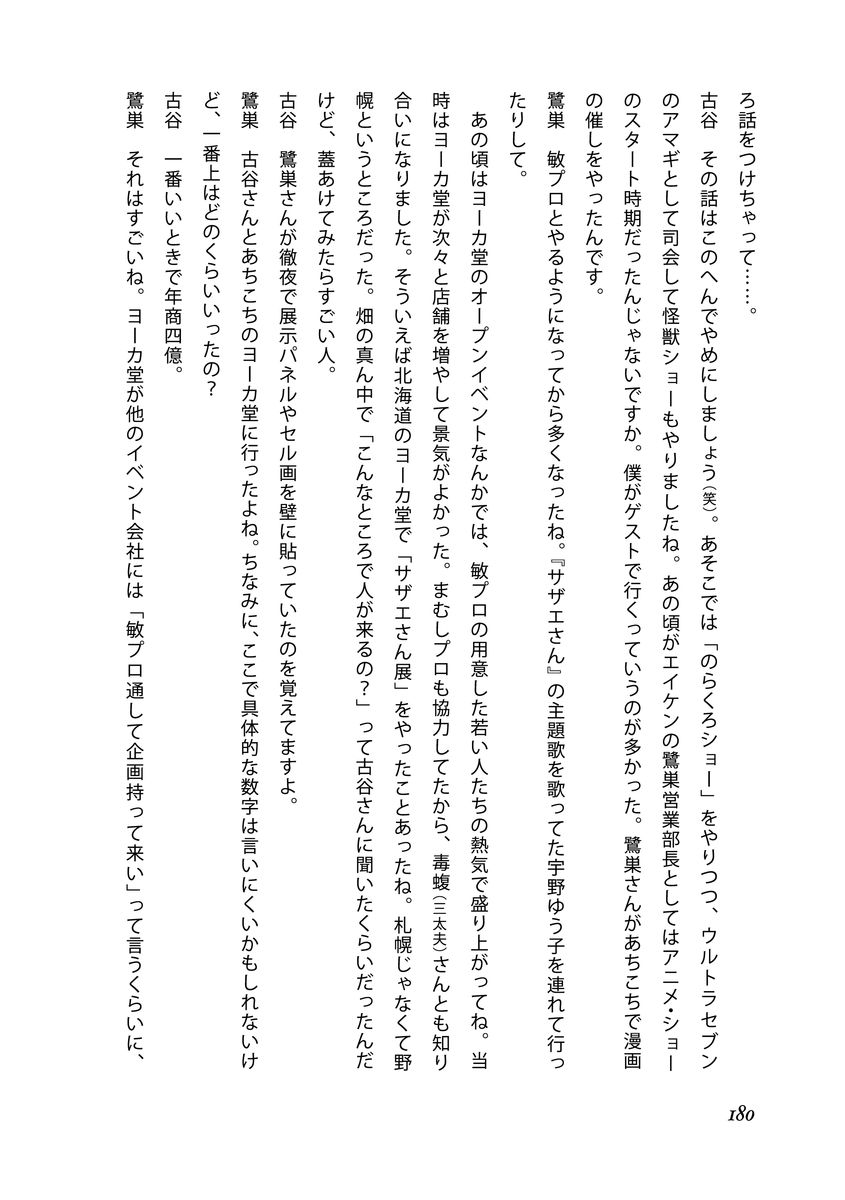 ろ話をつけちゃって……。
古谷　その話はこのへんでやめにしましょう（笑）。あそこでは「のらくろショー」をやりつつ、ウルトラセブン
のアマギとして司会して怪獣ショーもやりましたね。あの頃がエイケンの鷺巣営業部長としてはアニメ・ショー
のスタート時期だったんじゃないですか。僕がゲストで行くっていうのが多かった。鷺巣さんがあちこちで漫画
の催しをやったんです。
鷺巣　敏プロとやるようになってから多くなったね。『サザエさん』の主題歌を歌ってた宇野ゆう子を連れて行っ
たりして。
　あの頃はヨーカ堂のオープンイベントなんかでは、敏プロの用意した若い人たちの熱気で盛り上がってね。当
時はヨーカ堂が次々と店舗を増やして景気がよかった。まむしプロも協力してたから、毒蝮（三太夫）さんとも知り
合いになりました。そういえば北海道のヨーカ堂で「サザエさん展」をやったことあったね。札幌じゃなくて野
幌というところだった。畑の真ん中で「こんなところで人が来るの？」って古谷さんに聞いたくらいだったんだ
けど、蓋あけてみたらすごい人。
古谷　鷺巣さんが徹夜で展示パネルやセル画を壁に貼っていたのを覚えてますよ。
鷺巣　古谷さんとあちこちのヨーカ堂に行ったよね。ちなみに、ここで具体的な数字は言いにくいかもしれないけ
ど、一番上はどのくらいいったの？
古谷　一番いいときで年商四億。
鷺巣　それはすごいね。ヨーカ堂が他のイベント会社には「敏プロ通して企画持って来い」って言うくらいに、
180